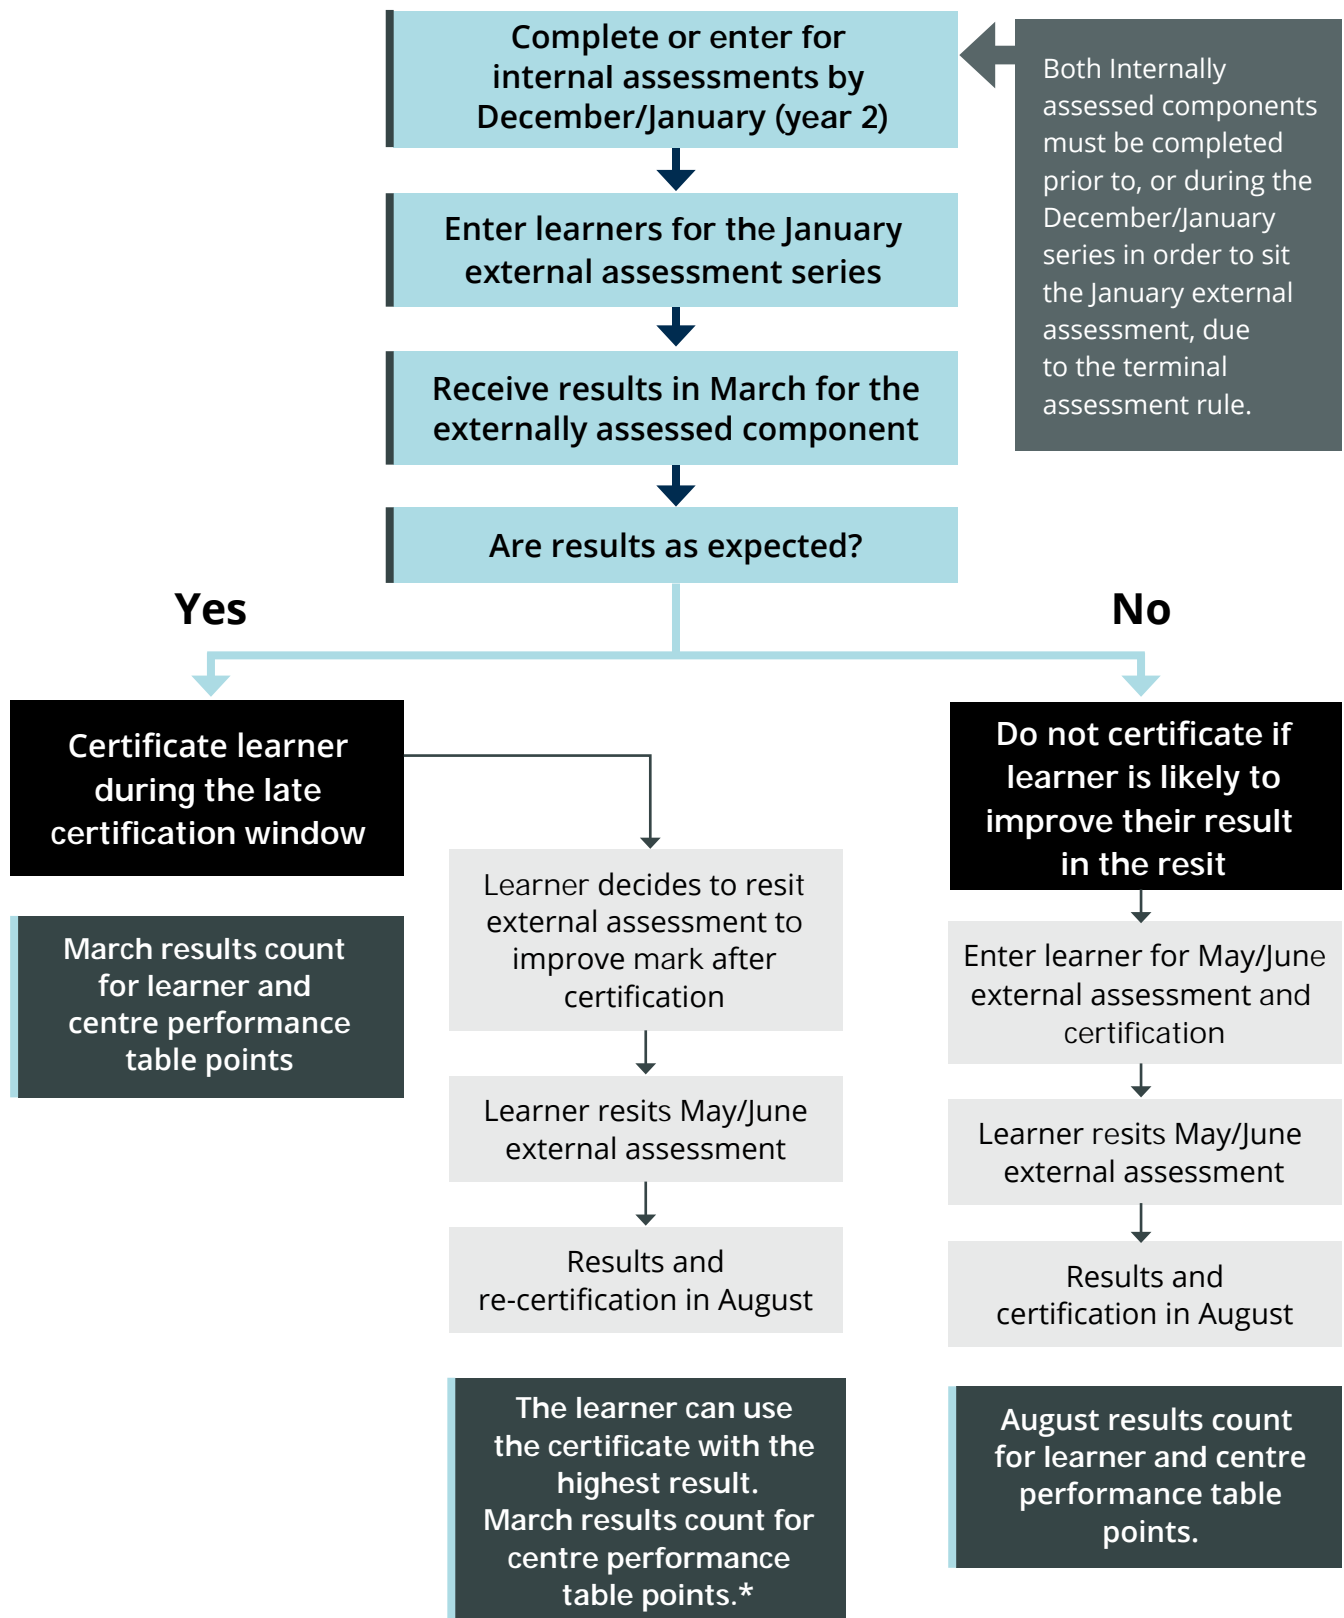 Complete or enter for
internal assessments by
December/January (year 2)
Both Internally
assessed components
must be completed
prior to, or during the
December/January
series in order to sit
the January external
assessment, due
to the terminal
assessment rule.
Enter learners for the January
external assessment series
Receive results in March for the
externally assessed component
Are results as expected?
Yes
No
Certificate learner
during the late
certification window
March results count
for learner and
centre performance
table points
Learner decides to resit
external assessment to
improve mark after
certification
Learner resits May/June
external assessment
Results and
re-certification in August
The learner can use
the certificate with the
highest result.
March results count for
centre performance
table points.*
Do not certificate if
learner is likely to
improve their result
in the resit
Enter learner for May/June
external assessment and
certification
Learner resits May/June
external assessment
Results and
certification in August
August results count
for learner and centre
performance table
points.